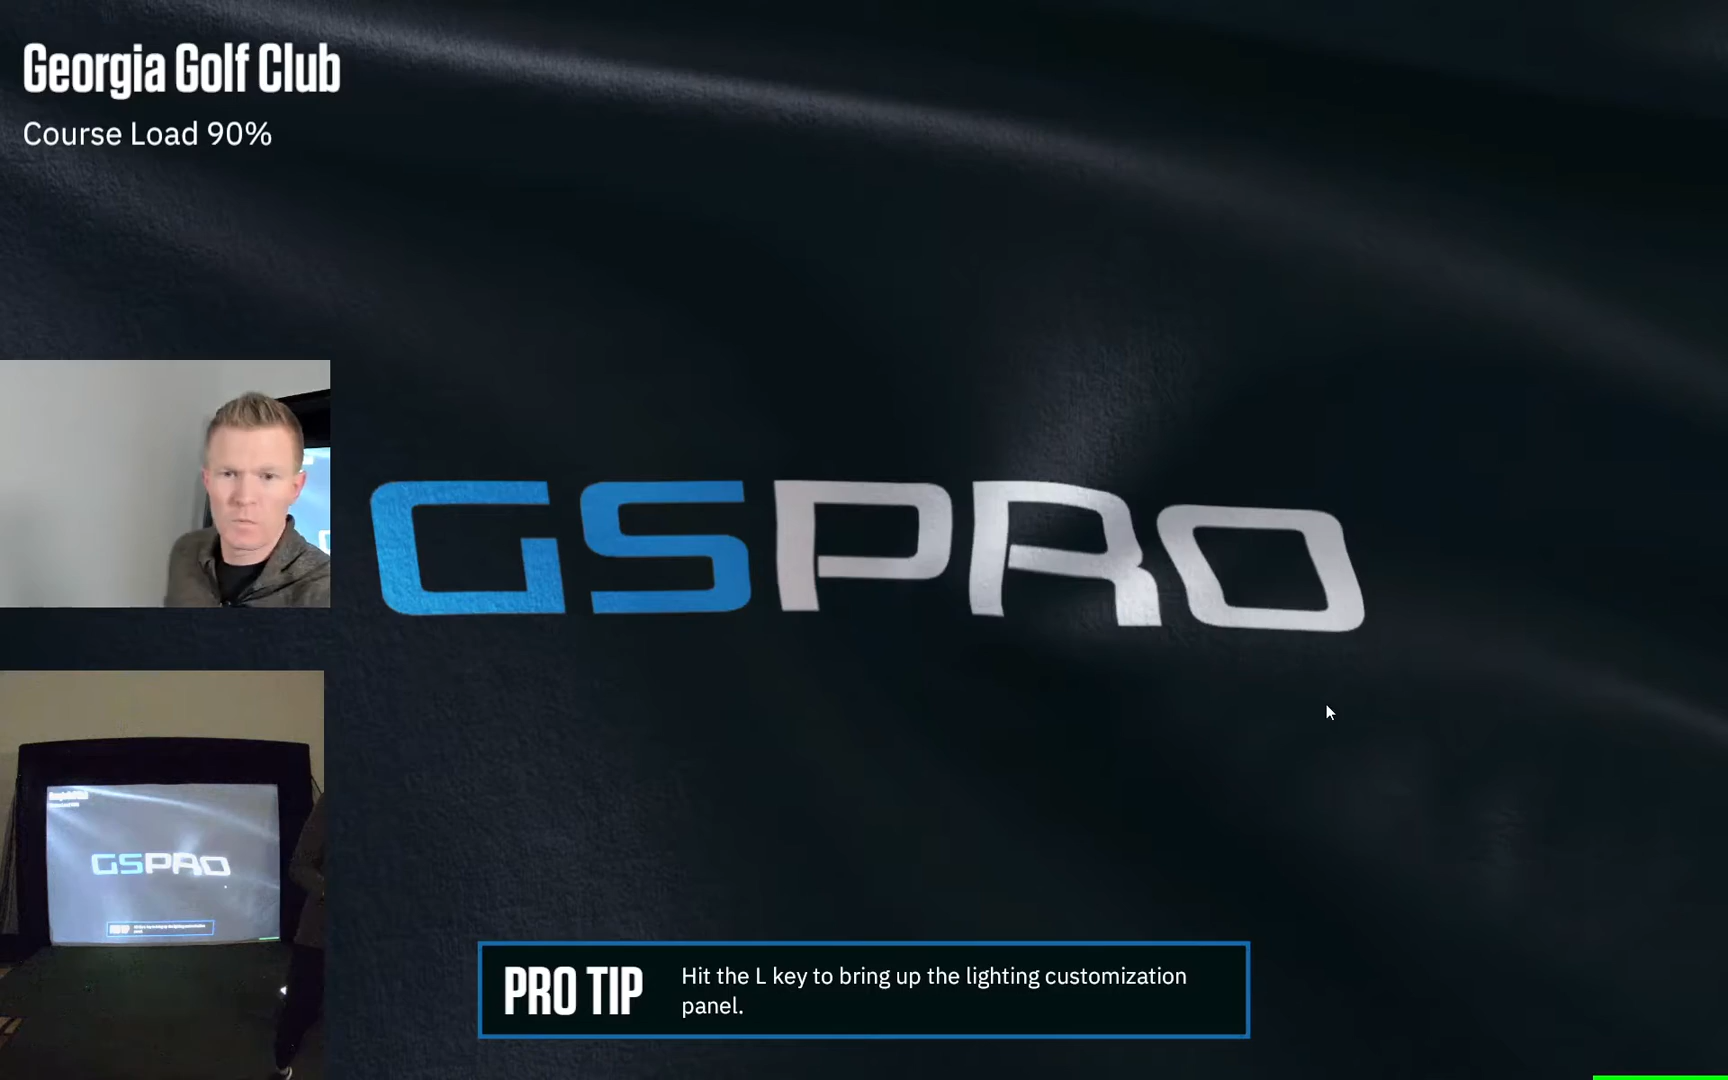 Georgia Golf Club
Course Load 90%
GSPRO
GSPRO
PRO TIP
Hit the L key to bring up the lighting customization
panel.